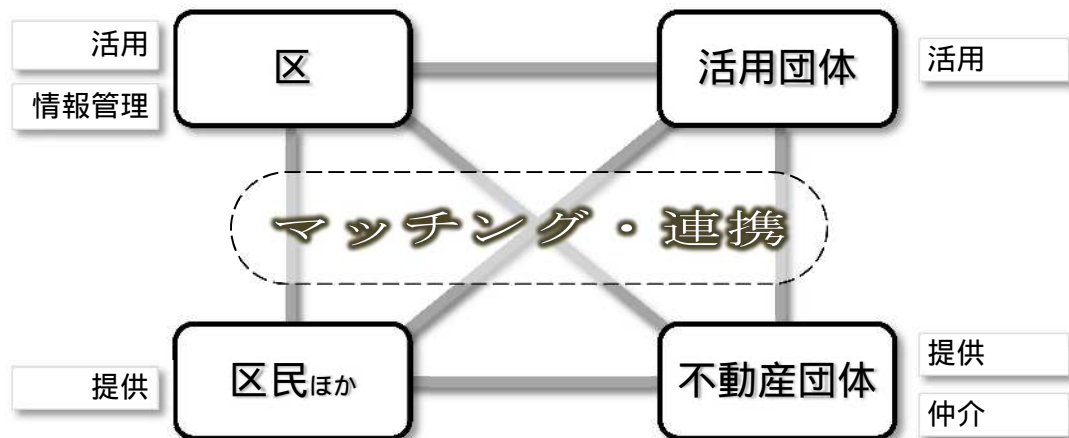 活用
区
活用団体
活用
情報管理
マッチング・連携
提供
区民ほか
不動産団体
提供
仲介